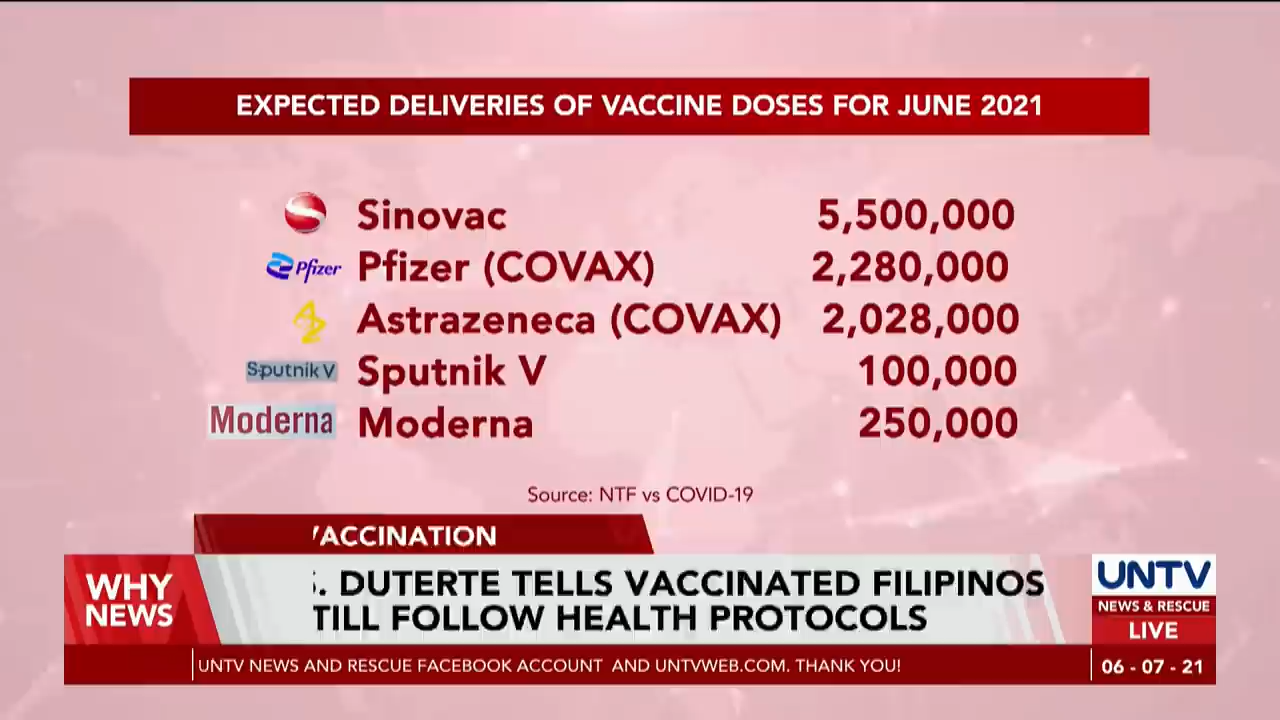 EXPECTED DELIVERIES OF VACCINE DOSES FOR JUNE 2021
Sinovac 5,500,000
Pfizer Pfizer (COVAX) 2,280,000
Astrazeneca (COVAX) 2,028,000
Sputnik V Sputnik V 100,000
Moderna Moderna 250,000
Source: NTF vs COVID-19
ACCINATION
WHY NEWS
. DUTERTE TELLS VACCINATED FILIPINOS
TILL FOLLOW HEALTH PROTOCOLS
UNTV
NEWS & RESCUE
LIVE
UNTV NEWS AND RESCUE FACEBOOK ACCOUNT AND UNTVWEB.COM. THANK YOU!
06 - 07 - 21